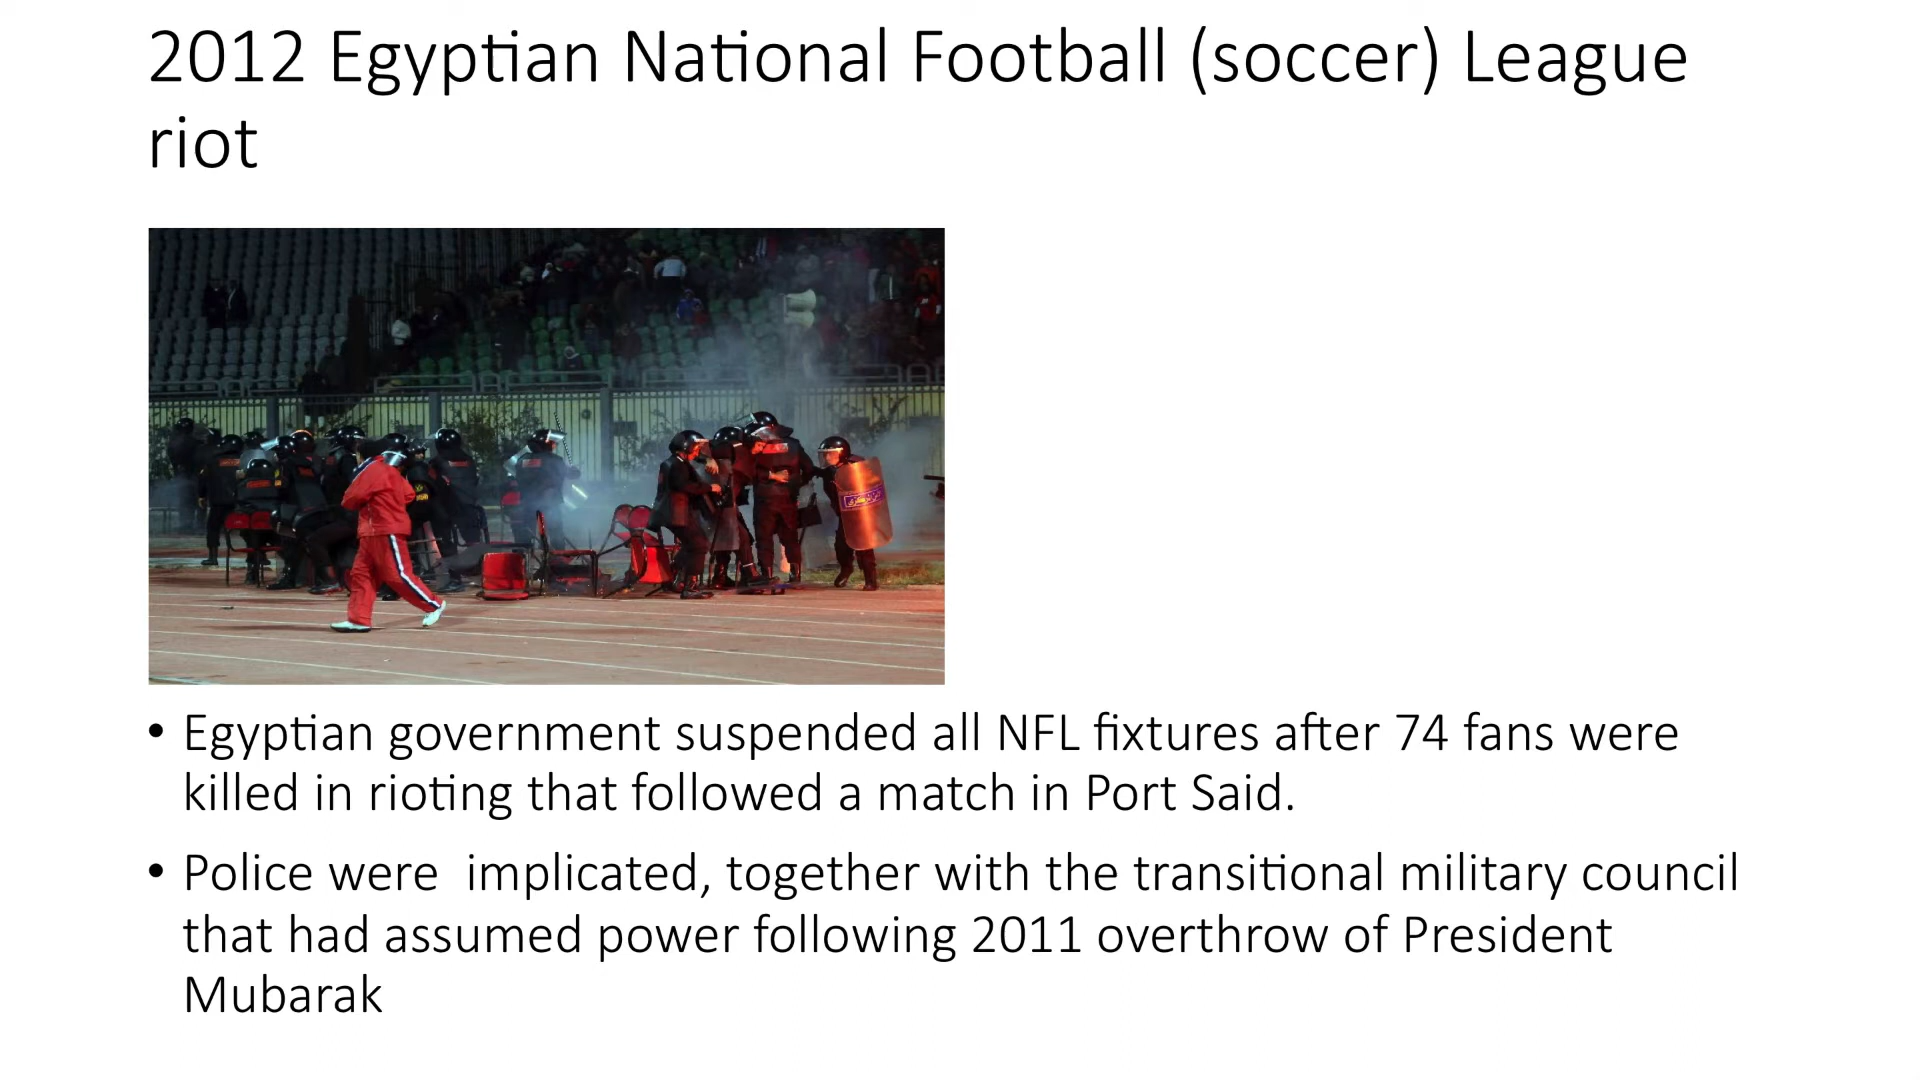 2012 Egyptian National Football (soccer) League
riot
• Egyptian government suspended all NFL fixtures after 74 fans were
killed in rioting that followed a match in Port Said.
• Police were  implicated, together with the transitional military council
that had assumed power following 2011 overthrow of President
Mubarak